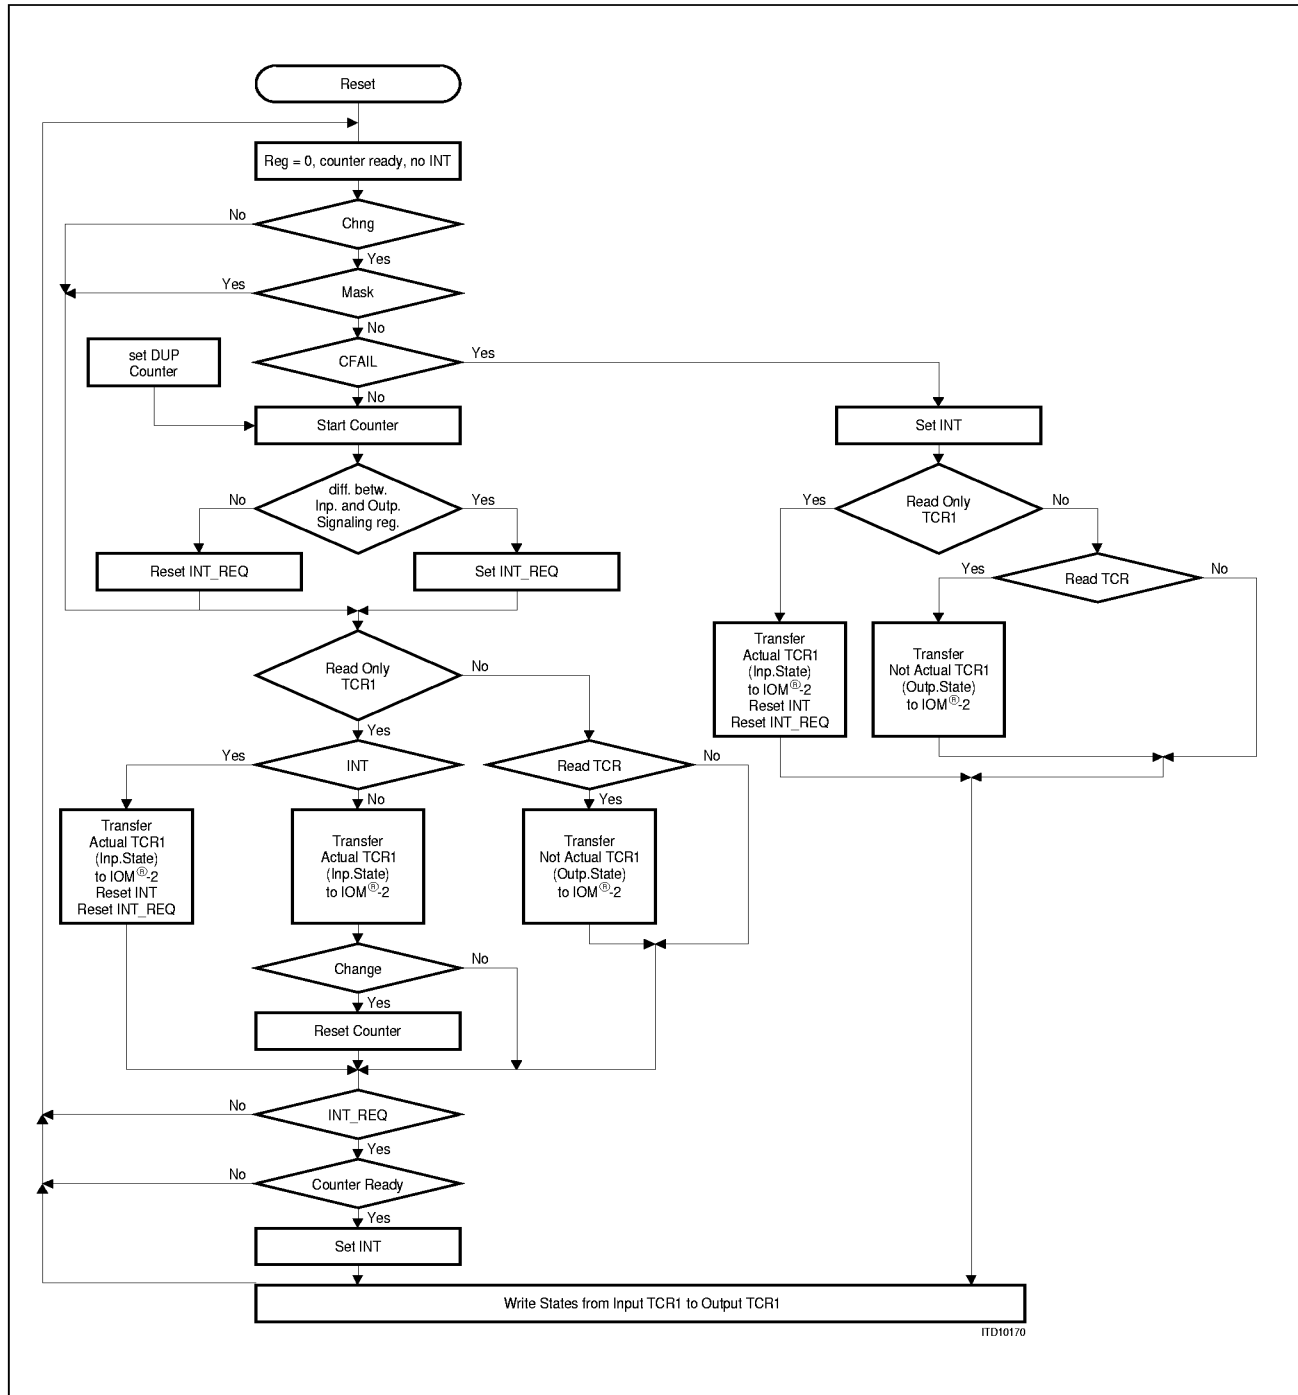 Reset
Reg = 0, counter ready, no INT
No
Chng
Yes
Yes
Mask
No
set DUP
Counter
CFAIL
Yes
No
Start Counter
Set INT
No
diff. betw.
Inp. and Outp.
Signaling reg.
Yes
Yes
Read Only
TCR1
No
Reset INT_REQ
Set INT_REQ
Yes
Read TCR
No
Read Only
TCR1
No
Yes
Transfer
Actual TCR1
(Inp.State)
to IOM®-2
Reset INT
Reset INT_REQ
Transfer
Not Actual TCR1
(Outp.State)
to IOM®-2
Yes
INT
No
Read TCR
No
Yes
Transfer
Actual TCR1
(Inp.State)
to IOM®-2
Reset INT
Reset INT_REQ
Transfer
Actual TCR1
(Inp.State)
to IOM®-2
Transfer
Not Actual TCR1
(Outp.State)
to IOM®-2
Change
No
Yes
Reset Counter
No
INT_REQ
Yes
No
Counter Ready
Yes
Set INT
Write States from Input TCR1 to Output TCR1
ITD10170